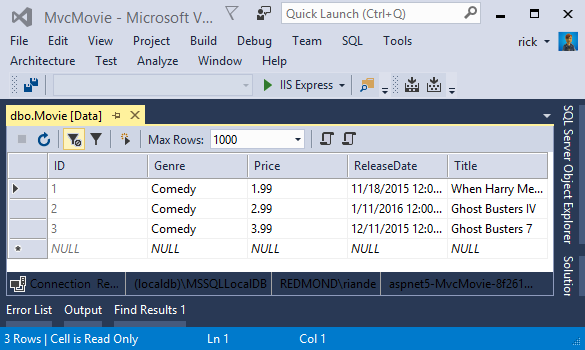 MvcMovie - Microsoft V...
Quick Launch (Ctrl+Q)
File Edit View Project Build Debug Team SQL Tools rick
Architecture Test Analyze Window Help
IIS Express
dbo.Movie [Data]
Max Rows: 1000
ID Genre Price ReleaseDate Title
1 Comedy 1.99 11/18/2015 12:0... When Harry Me...
2 Comedy 2.99 1/11/2016 12:00... Ghost Busters IV
3 Comedy 3.99 12/11/2015 12:0... Ghost Busters 7
NULL NULL NULL NULL NULL
Connection Re... (localdb)\MSSQLLocalDB REDMOND\riande aspnet5-MvcMovie-8f261...
SQL Server Object Explorer
Solution
Error List Output Find Results 1
3 Rows | Cell is Read Only Ln 1 Col 1